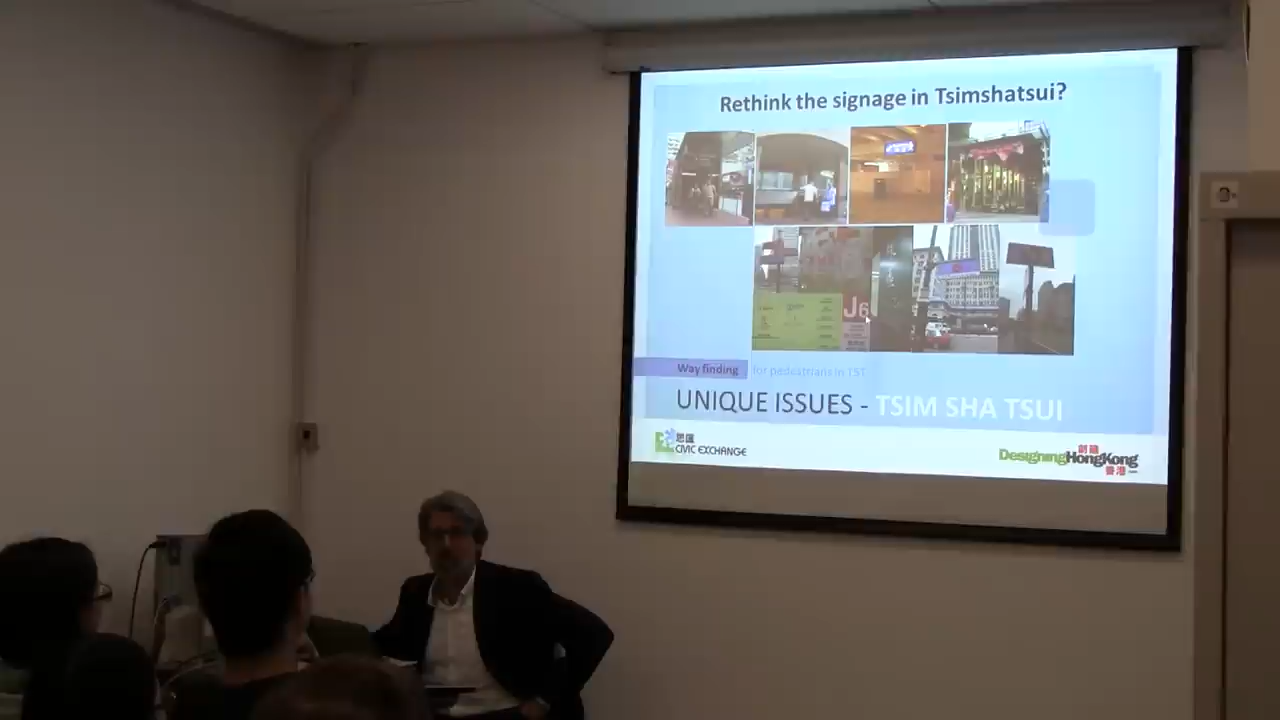 Rethink the signage in Tsimshatsui?
J6
Way finding for pedestrians in TST
UNIQUE ISSUES - TSIM SHA TSUI
思匯
CIVIC EXCHANGE
創建
DesigningHongKong
香港